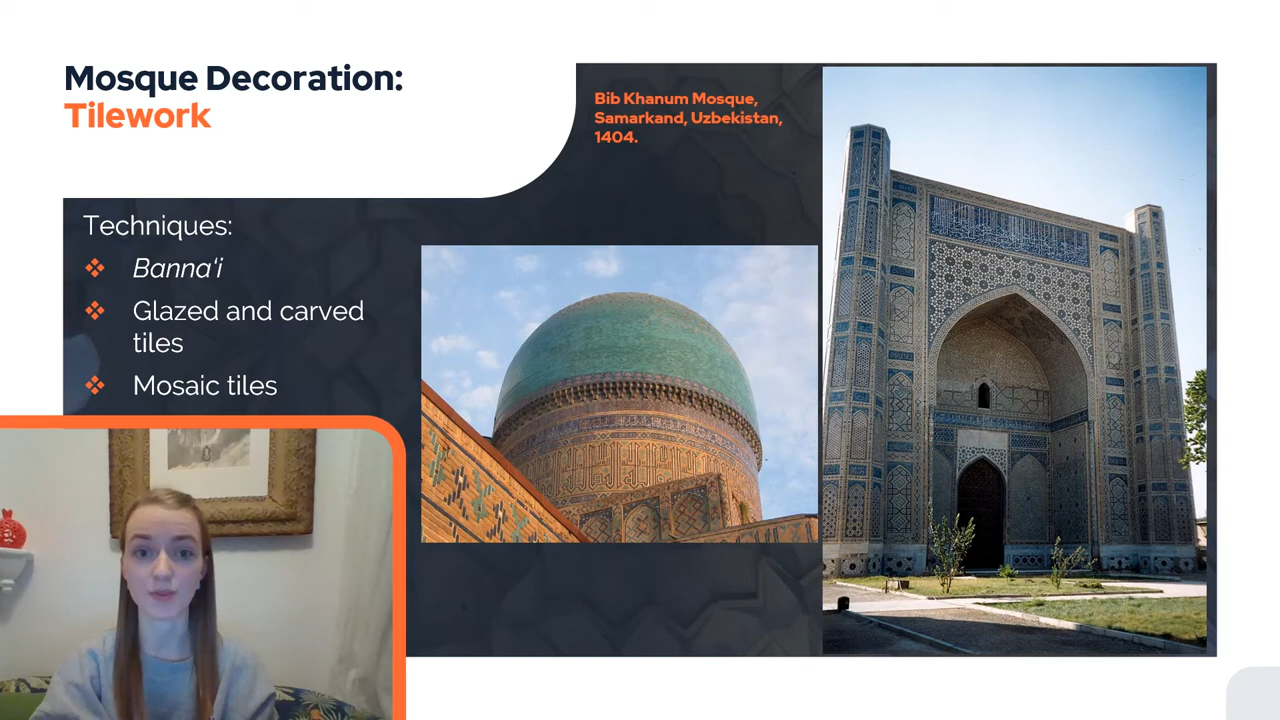 Mosque Decoration:
Tilework
Bib Khanum Mosque,
Samarkand, Uzbekistan,
1404.
Techniques:
Banna'i
Glazed and carved
tiles
Mosaic tiles